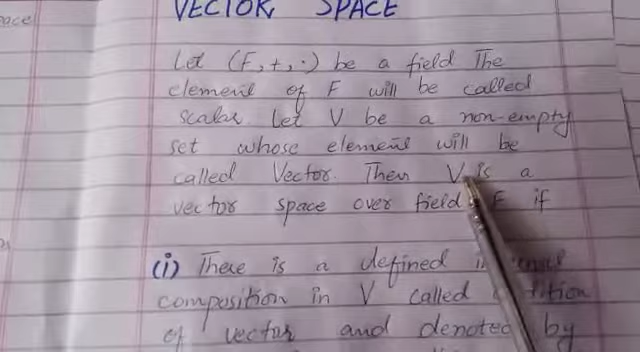 VECTOR SPACE
Let (F, +, ·) be a field The
element of F will be called
scalar. Let V be a non-empty
set whose element will be
called Vector. Then V is a
vector space over field F if
(i) There is a defined
composition in V called
of vector and denoted by